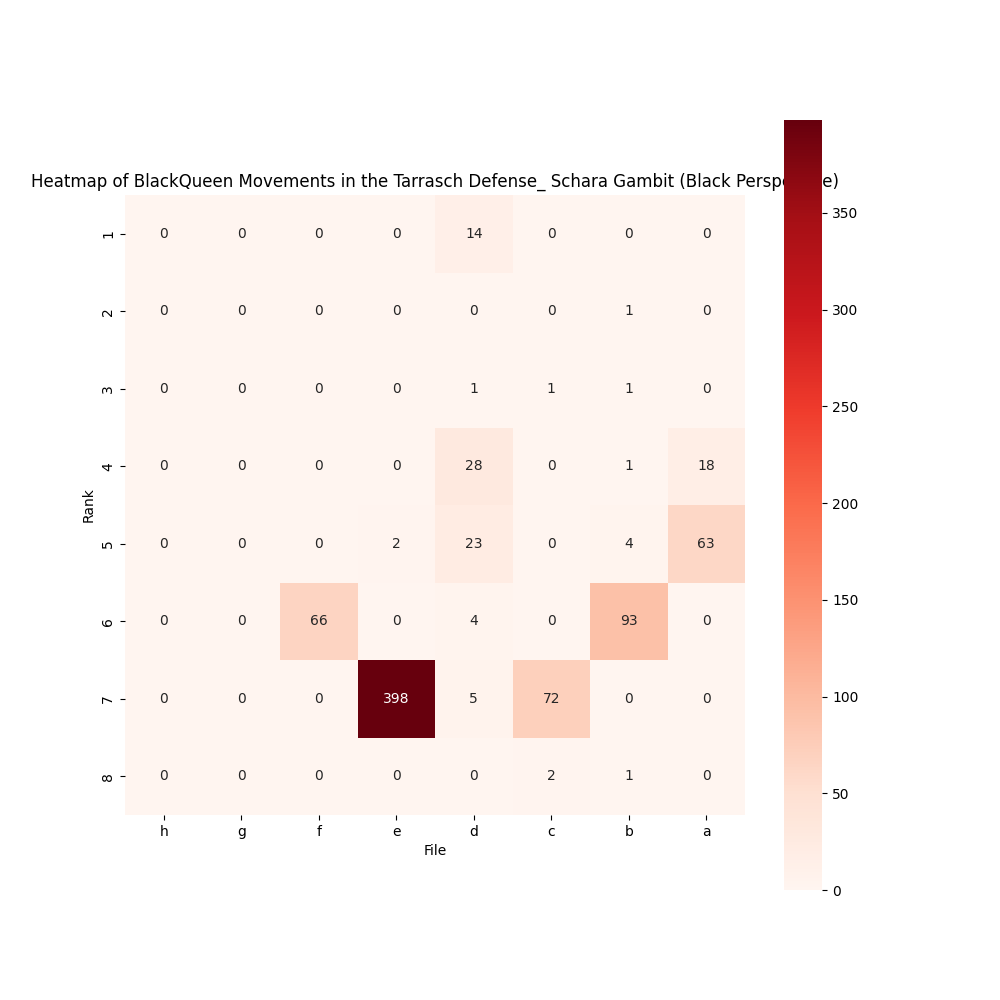 Heatmap of BlackQueen Movements in the Tarrasch Defense_ Schara Gambit (Black Perspe e)
1 0 0 0 0 14 0 0 0
2 0 0 0 0 0 0 1 0
3 0 0 0 0 1 1 1 0
4 0 0 0 0 28 0 1 18
5 0 0 0 2 23 0 4 63
6 0 0 66 0 4 0 93 0
7 0 0 0 398 5 72 0 0
8 0 0 0 0 0 2 1 0
h g f e d c b a
File
Rank
350
300
250
200
150
100
50
0